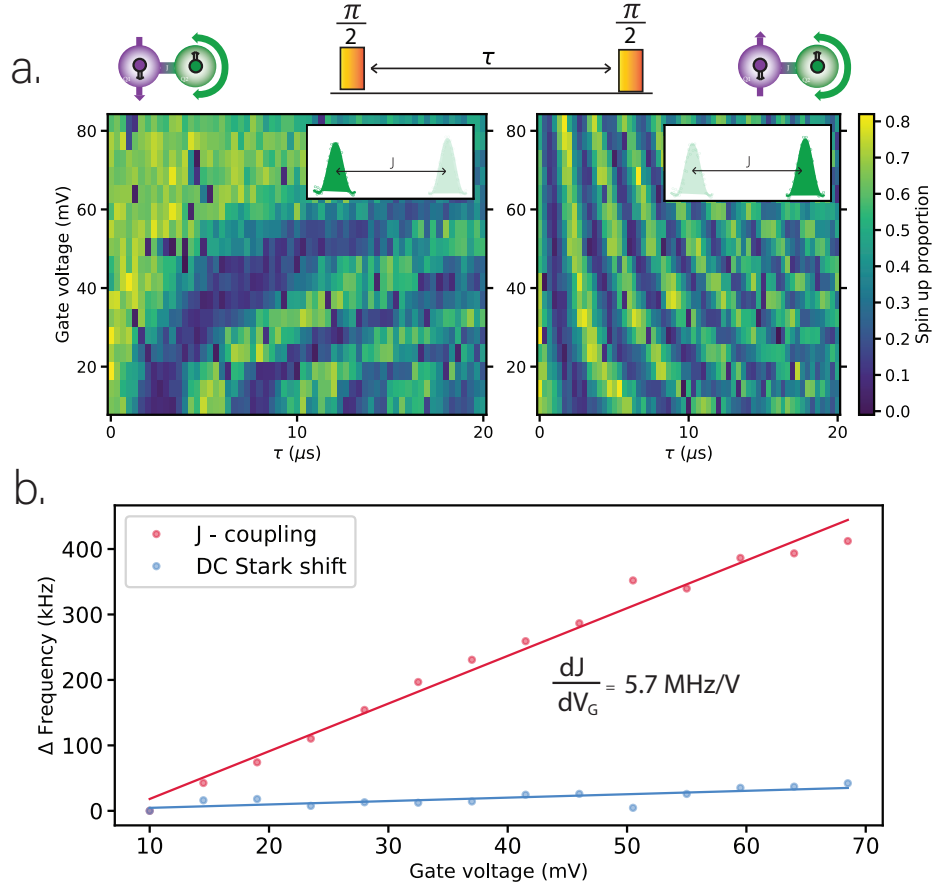 a.
π
2
τ
π
2
J
J
Gate voltage (mV)
80
60
40
20
J
0
10
20
τ (μs)
80
60
40
20
J
0
10
20
τ (μs)
0.8
0.7
0.6
0.5
0.4
0.3
0.2
0.1
0.0
Spin up proportion
b.
Δ Frequency (kHz)
400
300
200
100
0
J - coupling
DC Stark shift
dJ
dV_G
= 5.7 MHz/V
10
20
30
40
50
60
70
Gate voltage (mV)